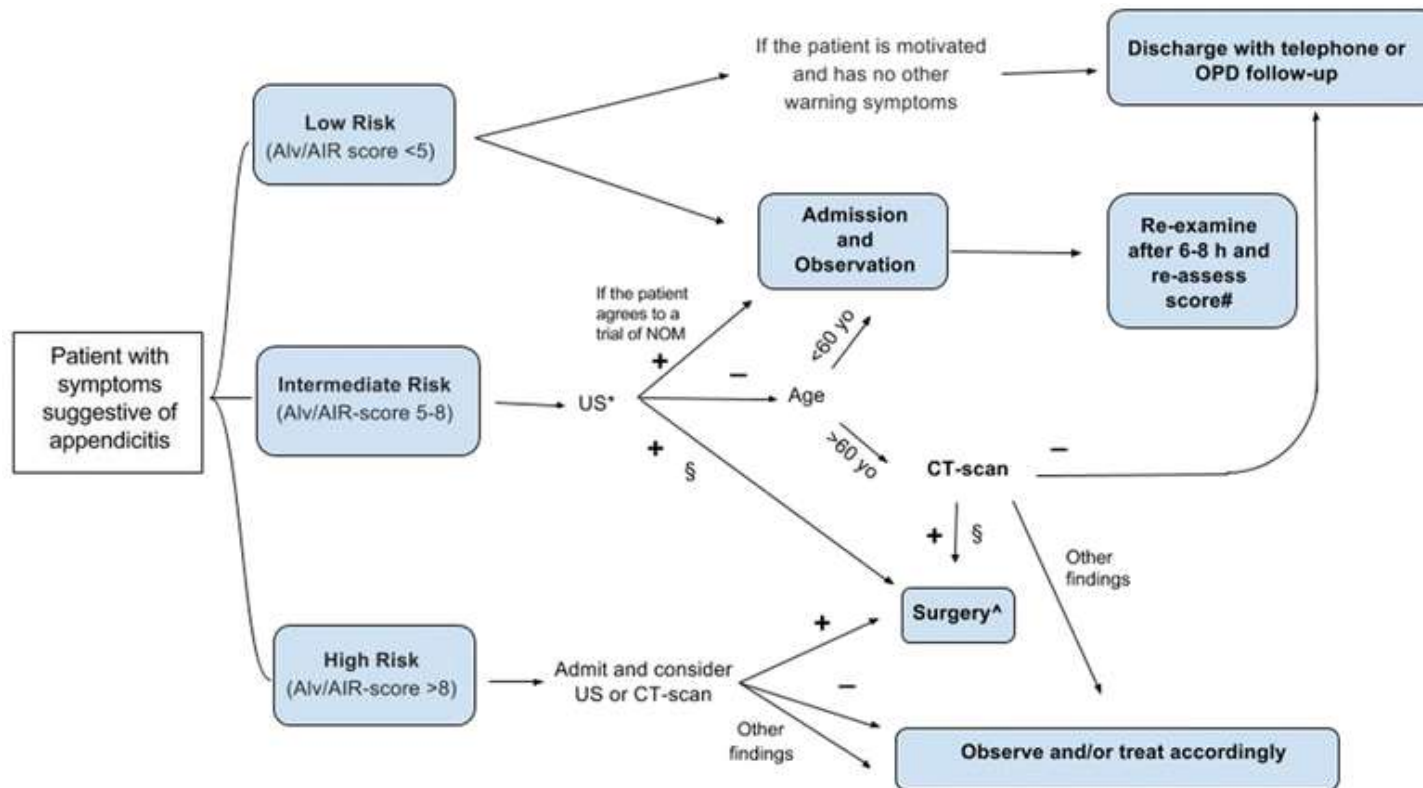 If the patient is motivated
and has no other
warning symptoms
Discharge with telephone or
OPD follow-up
Low Risk
(Alv/AIR score <5)
Admission
and
Observation
Re-examine
after 6-8 h and
re-assess
score#
If the patient
agrees to a
trial of NOM
+
<60 yo
Patient with
symptoms
suggestive of
appendicitis
Intermediate Risk
(Alv/AIR-score 5-8)
US*
–
Age
+
§
>60 yo
CT-scan
–
+
§
Other
findings
Surgery^
High Risk
(Alv/AIR-score >8)
Admit and consider
US or CT-scan
+
–
Other
findings
Observe and/or treat accordingly